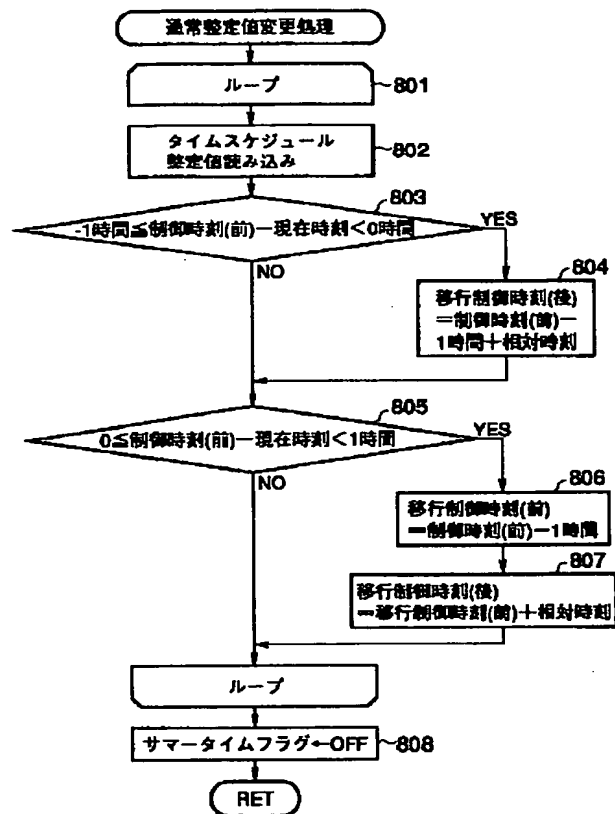 通常整定値変更処理
ループ
801
タイムスケジュール
整定値読み込み
802
803
-1時間≦制御時刻(前)−現在時刻<0時間
YES
NO
804
移行制御時刻(後)
=制御時刻(前)−
1時間+相対時刻
805
0≦制御時刻(前)−現在時刻<1時間
YES
NO
806
移行制御時刻(前)
=制御時刻(前)−1時間
807
移行制御時刻(後)
=移行制御時刻(前)+相対時刻
ループ
サマータイムフラグ←OFF
808
RET